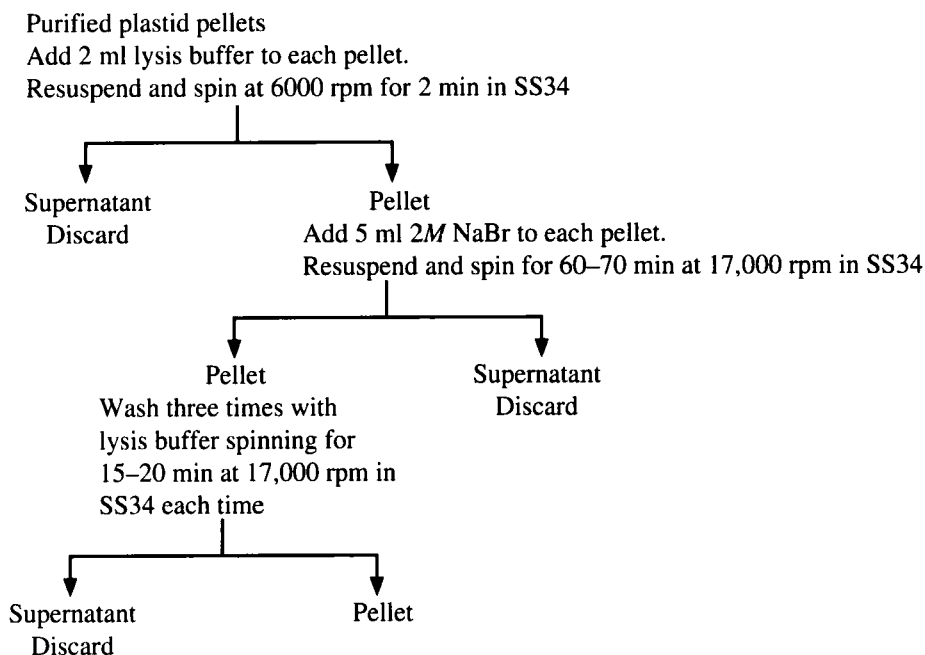 Purified plastid pellets
Add 2 ml lysis buffer to each pellet.
Resuspend and spin at 6000 rpm for 2 min in SS34
Supernatant
Discard
Pellet
Add 5 ml 2M NaBr to each pellet.
Resuspend and spin for 60–70 min at 17,000 rpm in SS34
Pellet
Wash three times with
lysis buffer spinning for
15–20 min at 17,000 rpm in
SS34 each time
Supernatant
Discard
Supernatant
Discard
Pellet